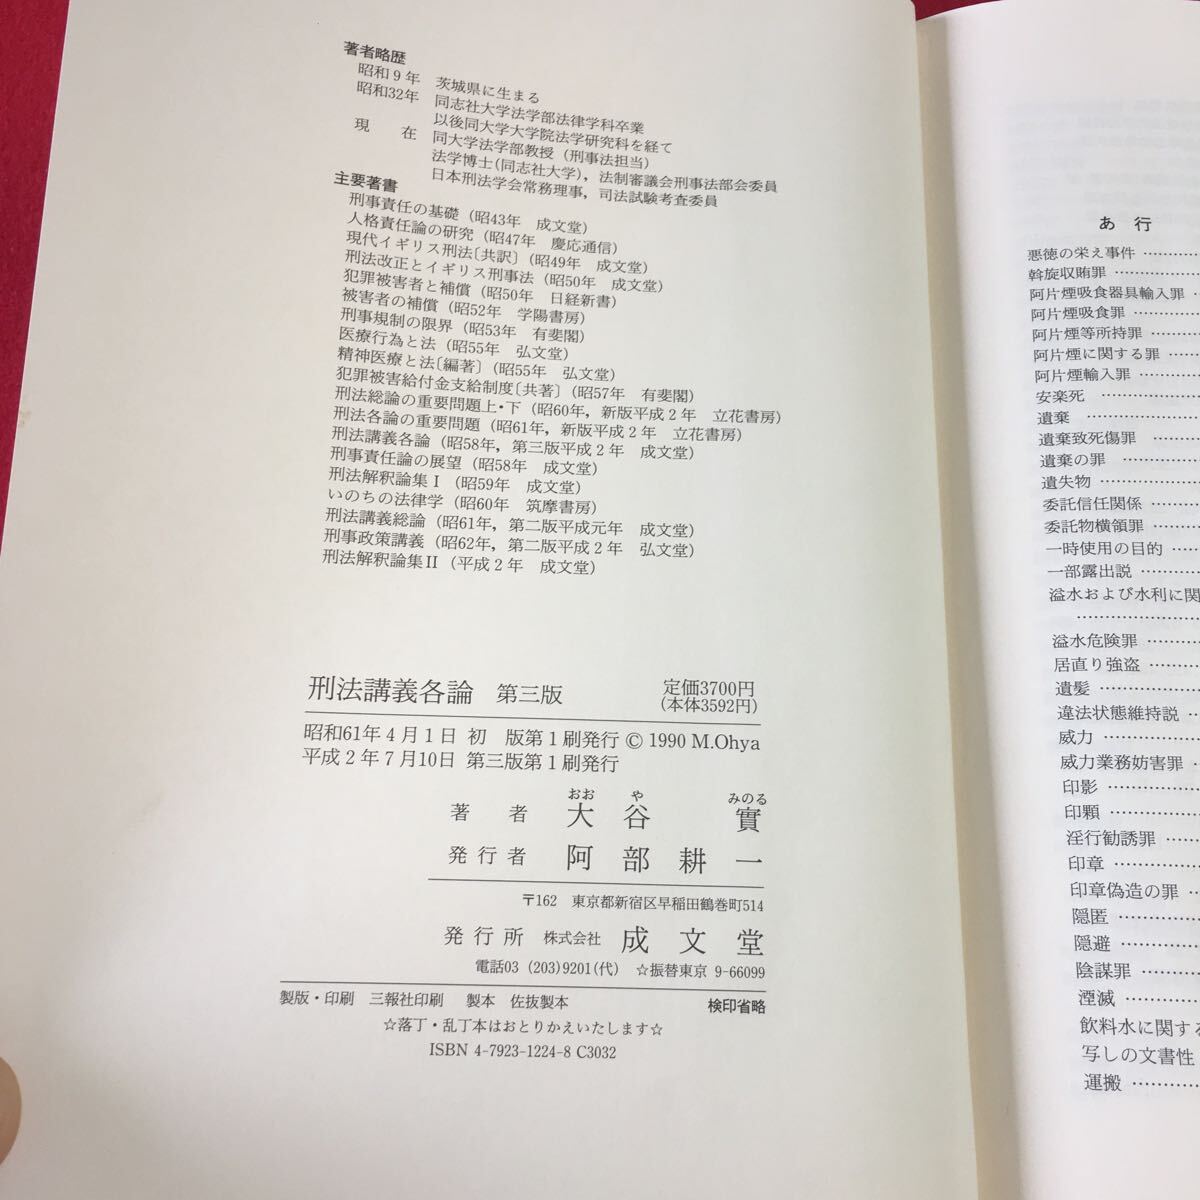 著者略歴
昭和9年 茨城県に生まる
昭和32年 同志社大学法学部法律学科卒業
以後同大学大学院法学研究科を経て
現在 同大学法学部教授（刑事法担当）
法学博士（同志社大学），法制審議会刑事法部会委員
日本刑法学会常務理事，司法試験考査委員
主要著書
刑事責任の基礎（昭43年 成文堂）
人格責任論の研究（昭47年 慶応通信）
現代イギリス刑法〔共訳〕（昭49年 成文堂）
刑法改正とイギリス刑事法（昭50年 成文堂）
犯罪被害者と補償（昭50年 日経新書）
被害者の補償（昭52年 学陽書房）
刑事規制の限界（昭53年 有斐閣）
医療行為と法（昭55年 弘文堂）
精神医療と法〔編著〕（昭55年 弘文堂）
犯罪被害給付金支給制度〔共著〕（昭57年 有斐閣）
刑法総論の重要問題上・下（昭60年，新版平成2年 立花書房）
刑法各論の重要問題（昭61年，新版平成2年 立花書房）
刑法講義各論（昭58年，第三版平成2年 成文堂）
刑事責任論の展望（昭58年 成文堂）
刑法解釈論集Ⅰ（昭59年 成文堂）
いのちの法律学（昭60年 筑摩書房）
刑法講義総論（昭61年，第二版平成元年 成文堂）
刑事政策講義（昭62年，第二版平成2年 弘文堂）
刑法解釈論集Ⅱ（平成2年 成文堂）
刑法講義各論 第三版
定価3700円
（本体3592円）
昭和61年4月1日 初 版第1刷発行 © 1990 M.Ohya
平成2年7月10日 第三版第1刷発行
おお や みのる
著者 大谷 實
発行者 阿部耕一
〒162 東京都新宿区早稲田鶴巻町514
発行所 株式会社 成文堂
電話03（203）9201（代） ☆振替東京 9-66099
製版・印刷 三報社印刷 製本 佐抜製本 検印省略
☆落丁・乱丁本はおとりかえいたします☆
ISBN 4-7923-1224-8 C3032
あ行
悪徳の栄え事件…………
斡旋収賄罪……………
阿片煙吸食器具輸入罪…
阿片煙吸食罪…………
阿片煙等所持罪………
阿片煙に関する罪……
阿片煙輸入罪…………
安楽死 ………………
遺棄 …………………
遺棄致死傷罪 ………
遺棄の罪 ……………
遺失物 ………………
委託信任関係…………
委託物横領罪…………
一時使用の目的………
一部露出説 …………
溢水および水利に関
…………………
溢水危険罪……………
居直り強盗……………
遺髪 …………………
違法状態維持説………
威力 …………………
威力業務妨害罪………
印影 …………………
印顆 …………………
淫行勧誘罪……………
印章 …………………
印章偽造の罪…………
隠匿 …………………
隠避 …………………
陰謀罪 ………………
湮滅 …………………
飲料水に関する
写しの文書性
運搬 …………………